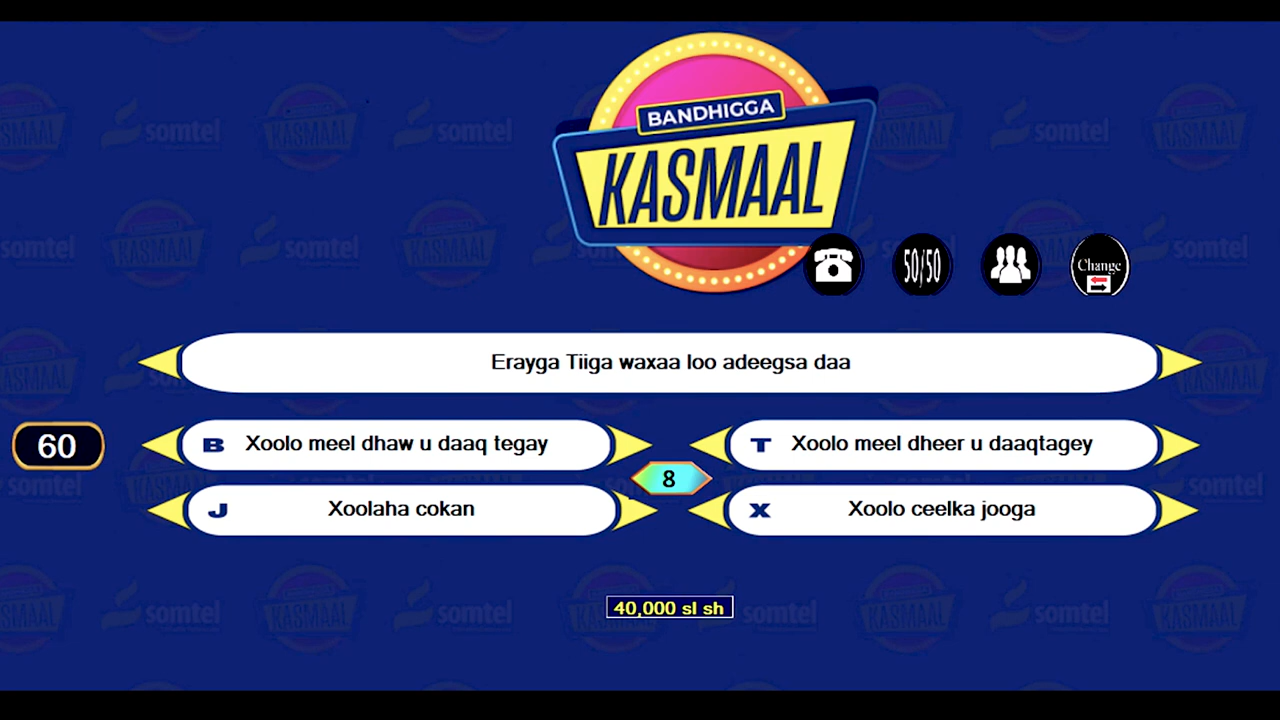 BANDHIGGA
KASMAAL
50/50
Change
Erayga Tiiga waxaa loo adeegsa daa
60
B Xoolo meel dhaw u daaq tegay
T Xoolo meel dheer u daaqtagey
8
J Xoolaha cokan
X Xoolo ceelka jooga
40,000 sl sh
somtel